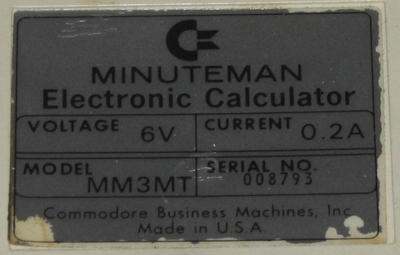 MINUTEMAN
Electronic Calculator
VOLTAGE 6V CURRENT 0.2A
MODEL MM3MT SERIAL NO. 008793
Commodore Business Machines, Inc.
Made in U.S.A.